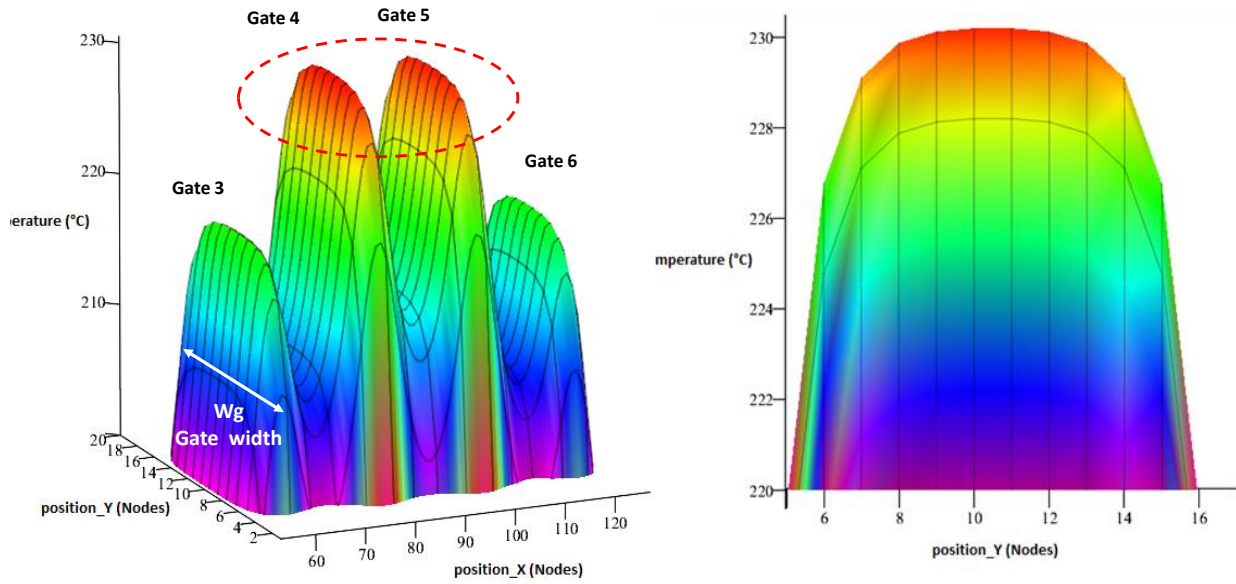 Gate 4
Gate 5
Gate 3
Gate 6
Wg
Gate width
230
220
210
20
18
16
14
12
10
8
6
4
2
60
70
80
90
100
110
120
erature (°C)
position_Y (Nodes)
position_X (Nodes)
230
228
226
224
222
220
6
8
10
12
14
16
mperature (°C)
position_Y (Nodes)